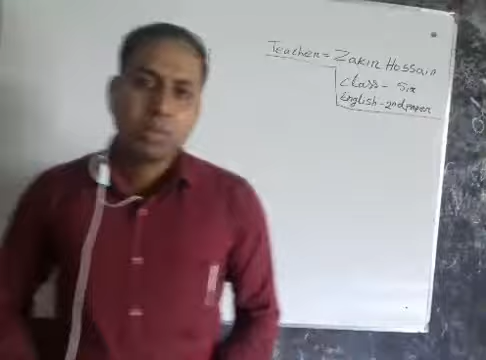 Teacher = Zakir Hossain
Class - Six
English - 2nd paper